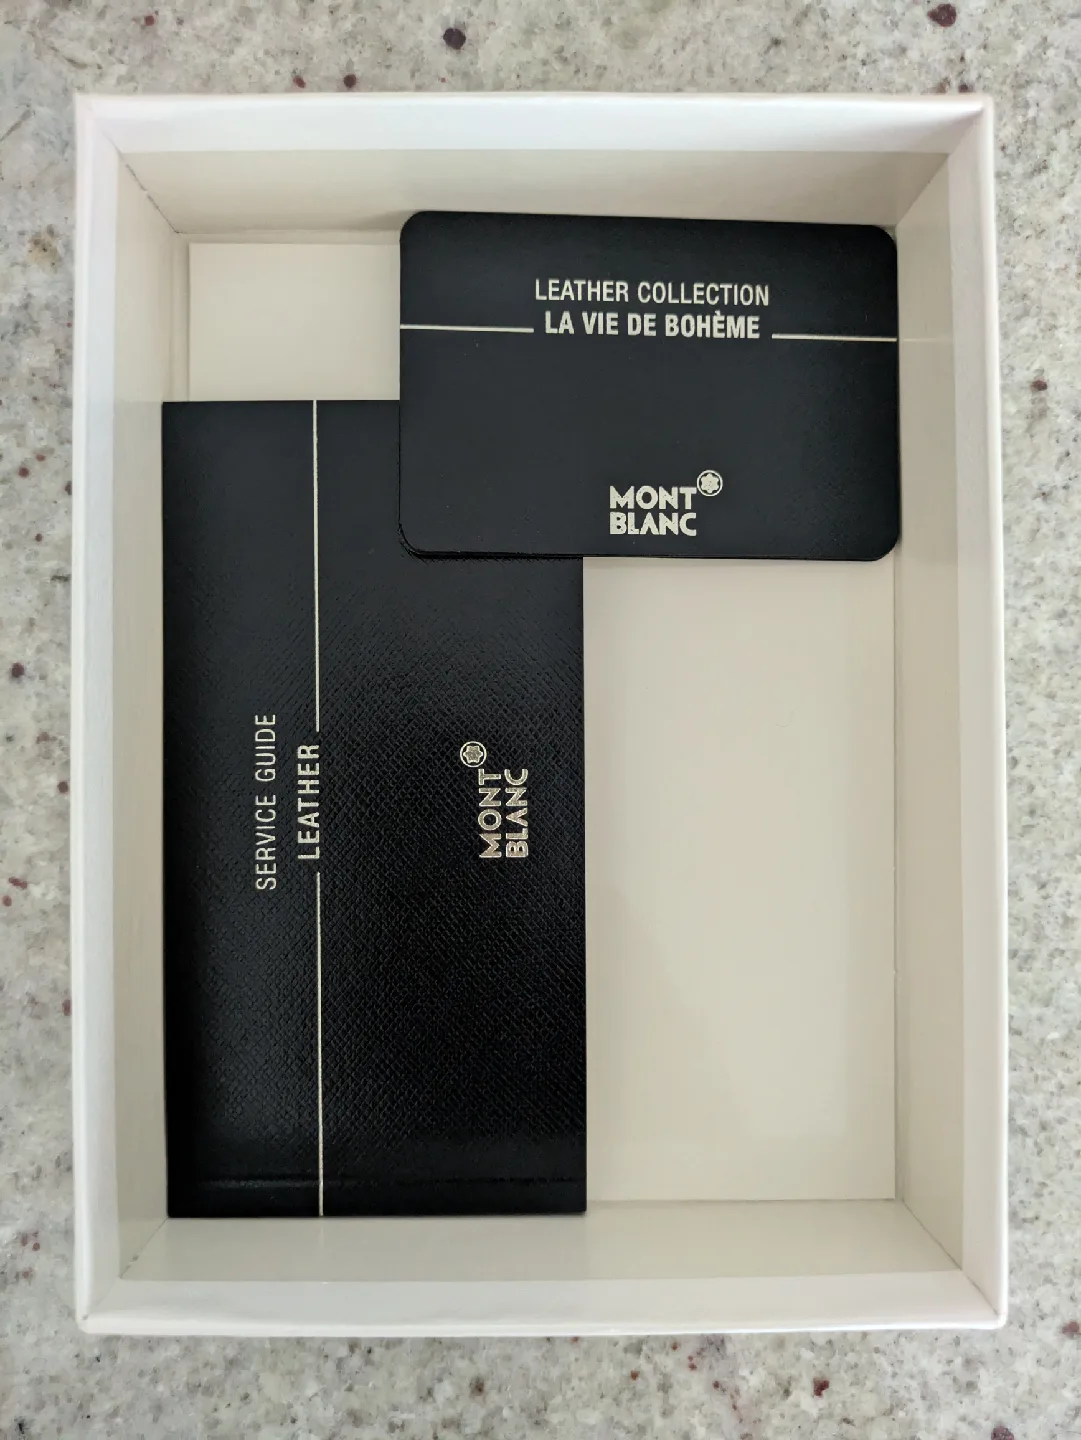 LEATHER COLLECTION
LA VIE DE BOHÈME
MONT
BLANC
SERVICE GUIDE
LEATHER
MONT
BLANC